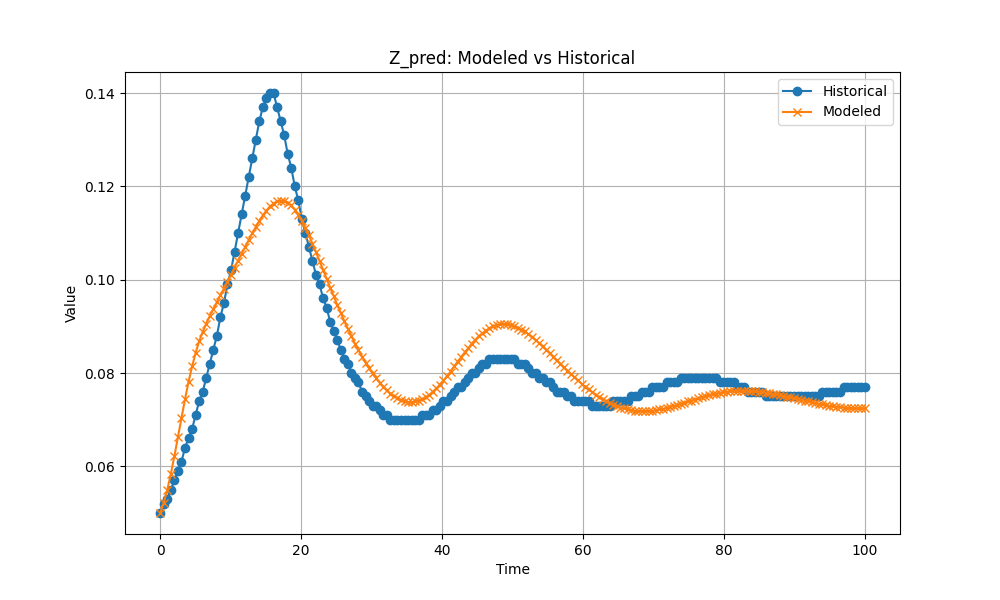 Z_pred: Modeled vs Historical
Historical
Modeled
0.14
0.12
0.10
0.08
0.06
Value
0
20
40
60
80
100
Time